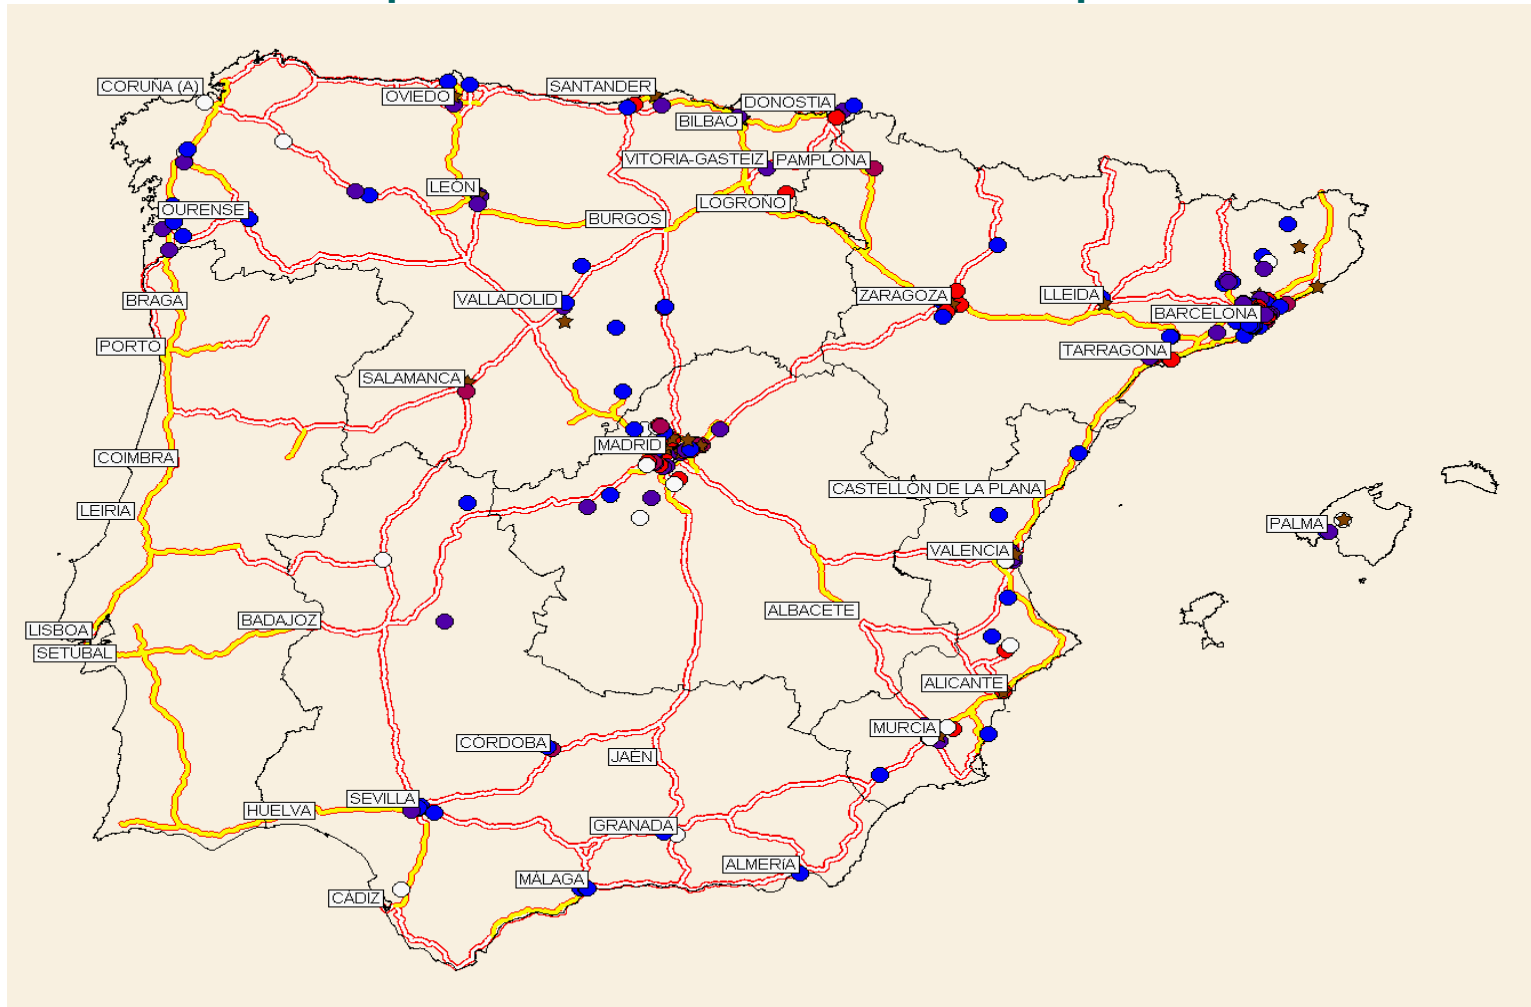 CORUÑA (A)
OVIEDO
SANTANDER
DONOSTIA
BILBAO
VITORIA-GASTEIZ
PAMPLONA
LEÓN
LOGROÑO
OURENSE
BURGOS
BRAGA
VALLADOLID
ZARAGOZA
LLEIDA
BARCELONA
PORTO
TARRAGONA
SALAMANCA
MADRID
COIMBRA
CASTELLÓN DE LA PLANA
LEIRIA
PALMA
VALENCIA
ALBACETE
BADAJOZ
LISBOA
SETÚBAL
ALICANTE
MURCIA
CÓRDOBA
JAÉN
SEVILLA
HUELVA
GRANADA
ALMERíA
MÁLAGA
CÁDIZ